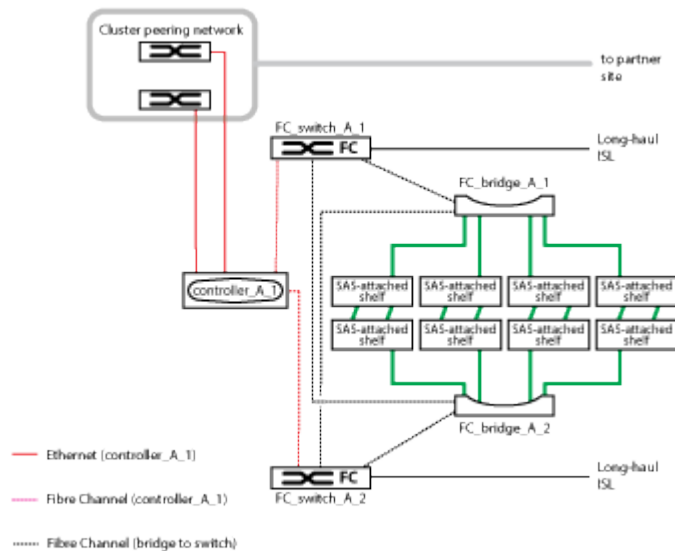 Cluster peering network
to partner
site
FC_switch_A_1
FC
Long-haul
ISL
FC_bridge_A_1
controller_A_1
SAS-attached
shelf
SAS-attached
shelf
SAS-attached
shelf
SAS-attached
shelf
SAS-attached
shelf
SAS-attached
shelf
SAS-attached
shelf
SAS-attached
shelf
FC_bridge_A_2
Ethernet (controller_A_1)
FC
Long-haul
ISL
Fibre Channel (controller_A_1)
FC_switch_A_2
Fibre Channel (bridge to switch)